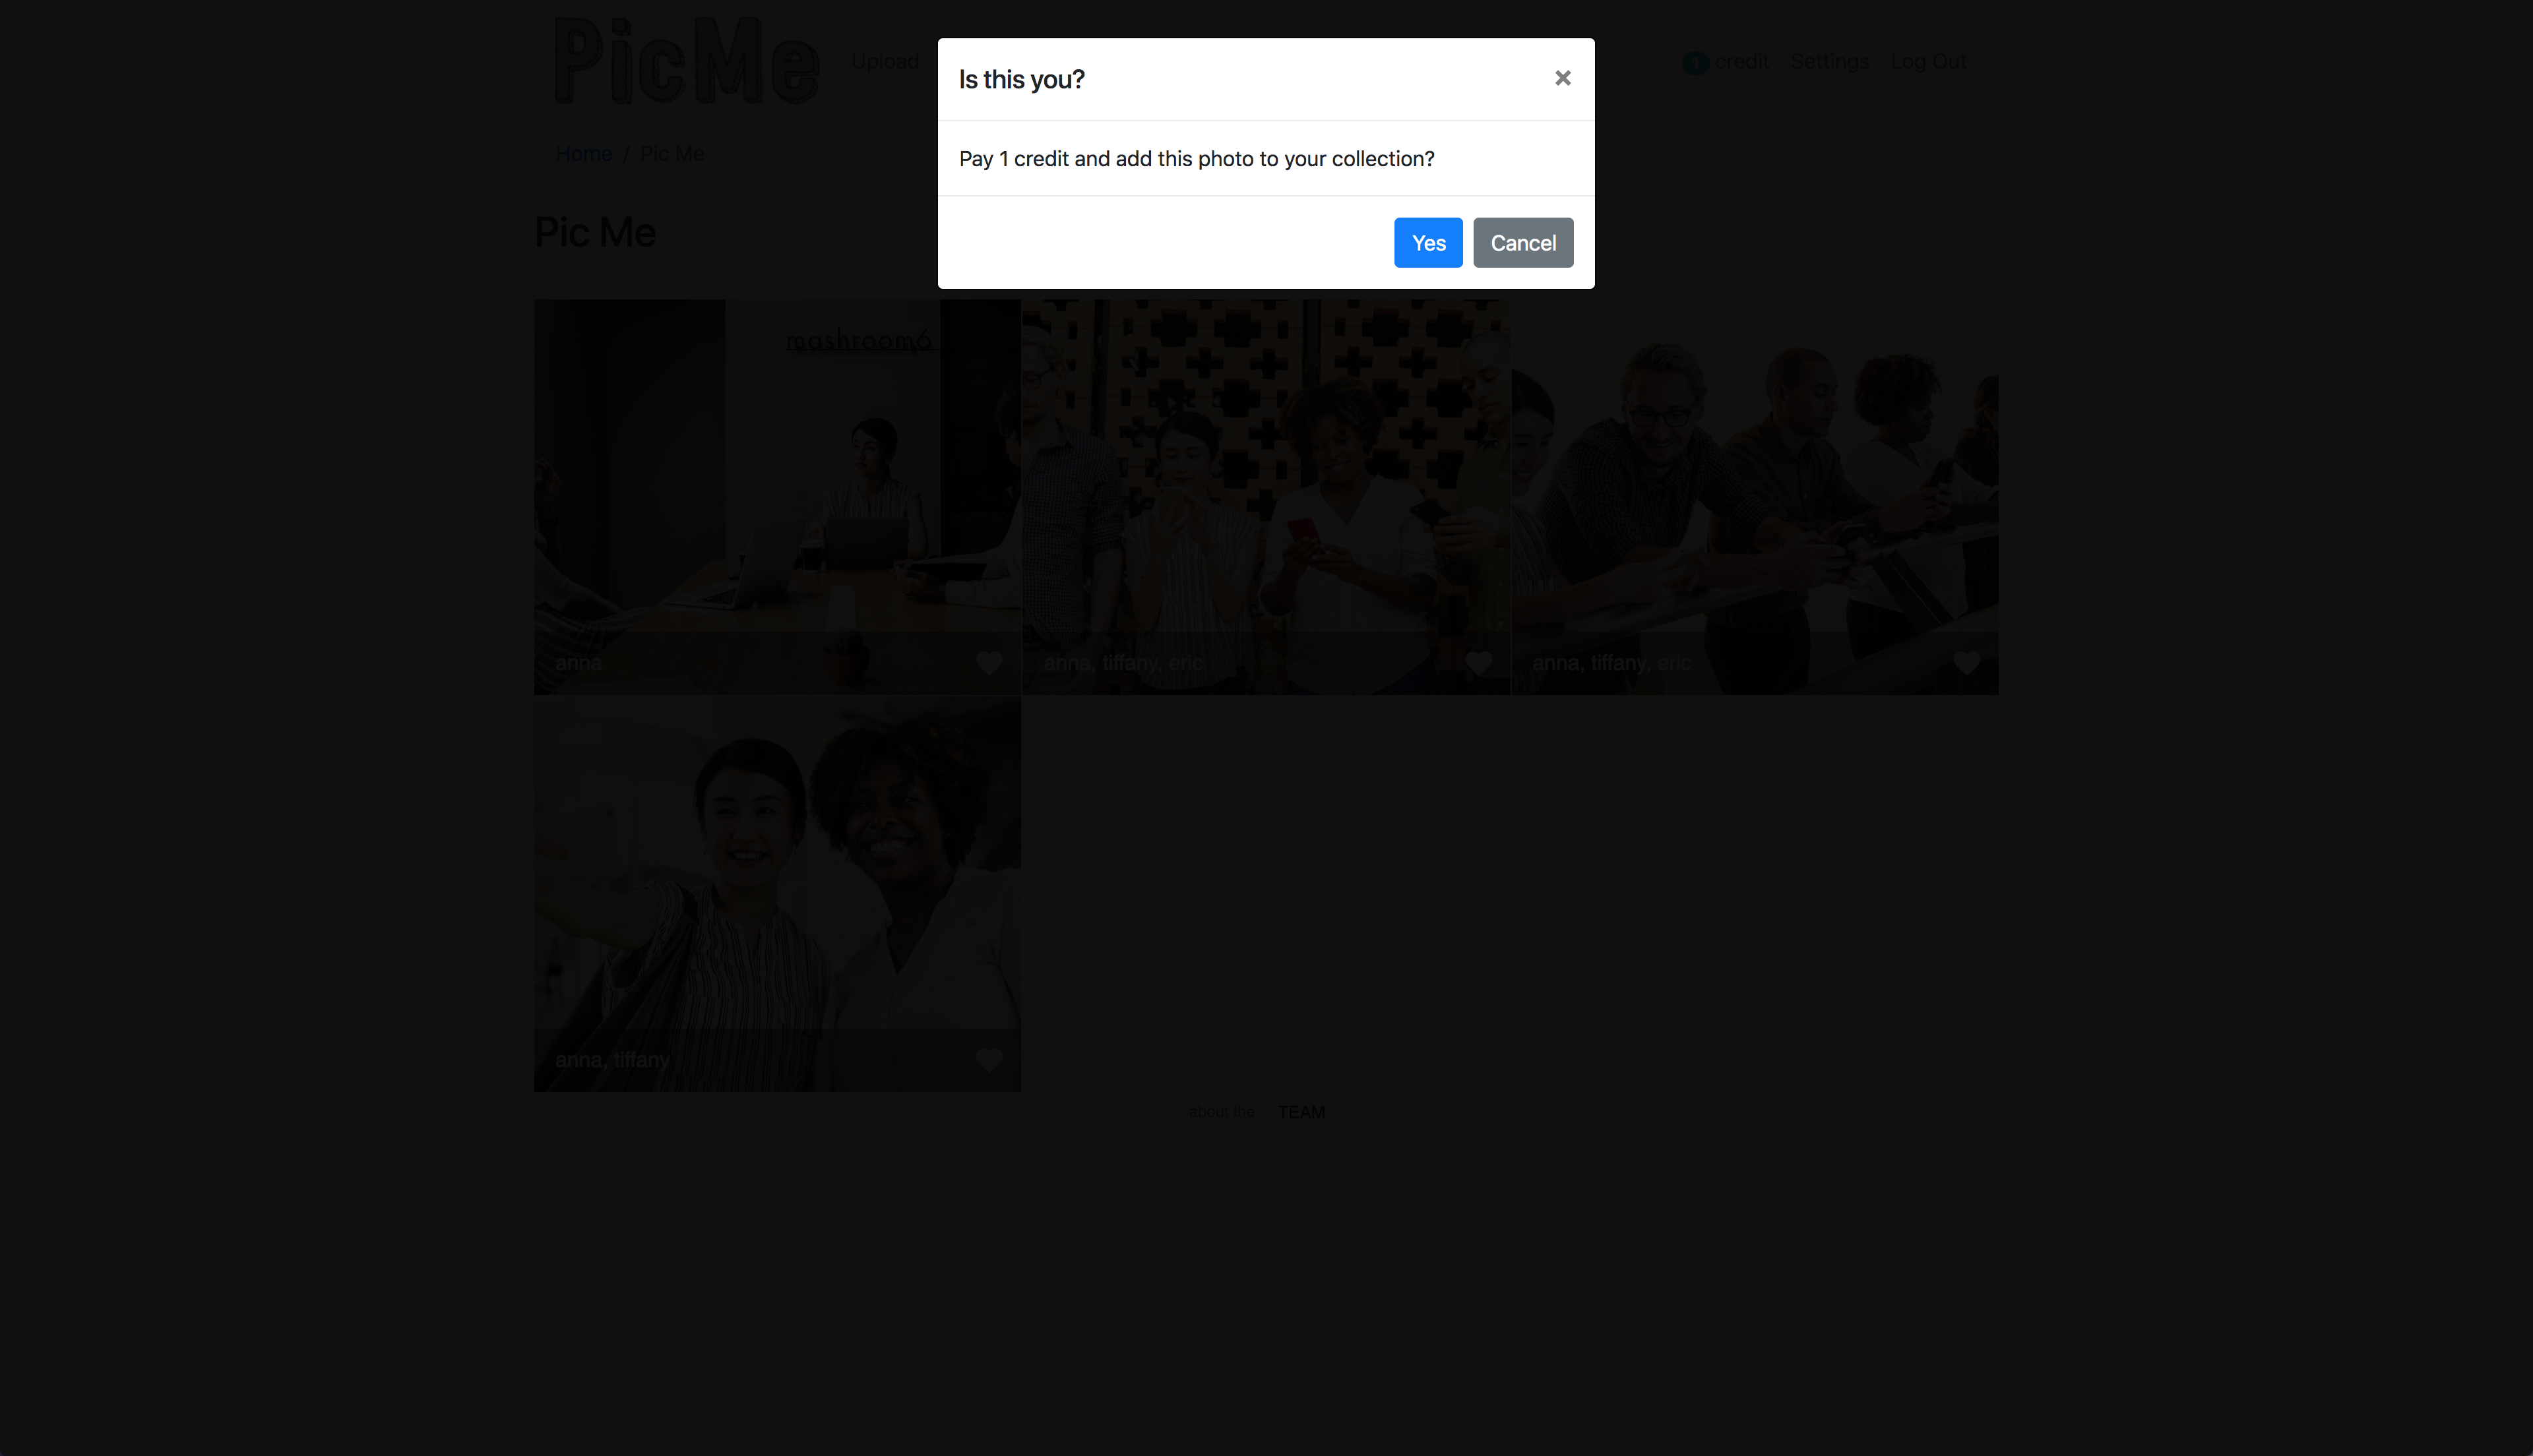 PicMe
Upload
1 credit
Settings
Log Out
Is this you?
×
Pay 1 credit and add this photo to your collection?
Yes
Cancel
Home / Pic Me
Pic Me
mashroom6
anna
anna, tiffany, eric
anna, tiffany, eric
anna, tiffany
about the TEAM